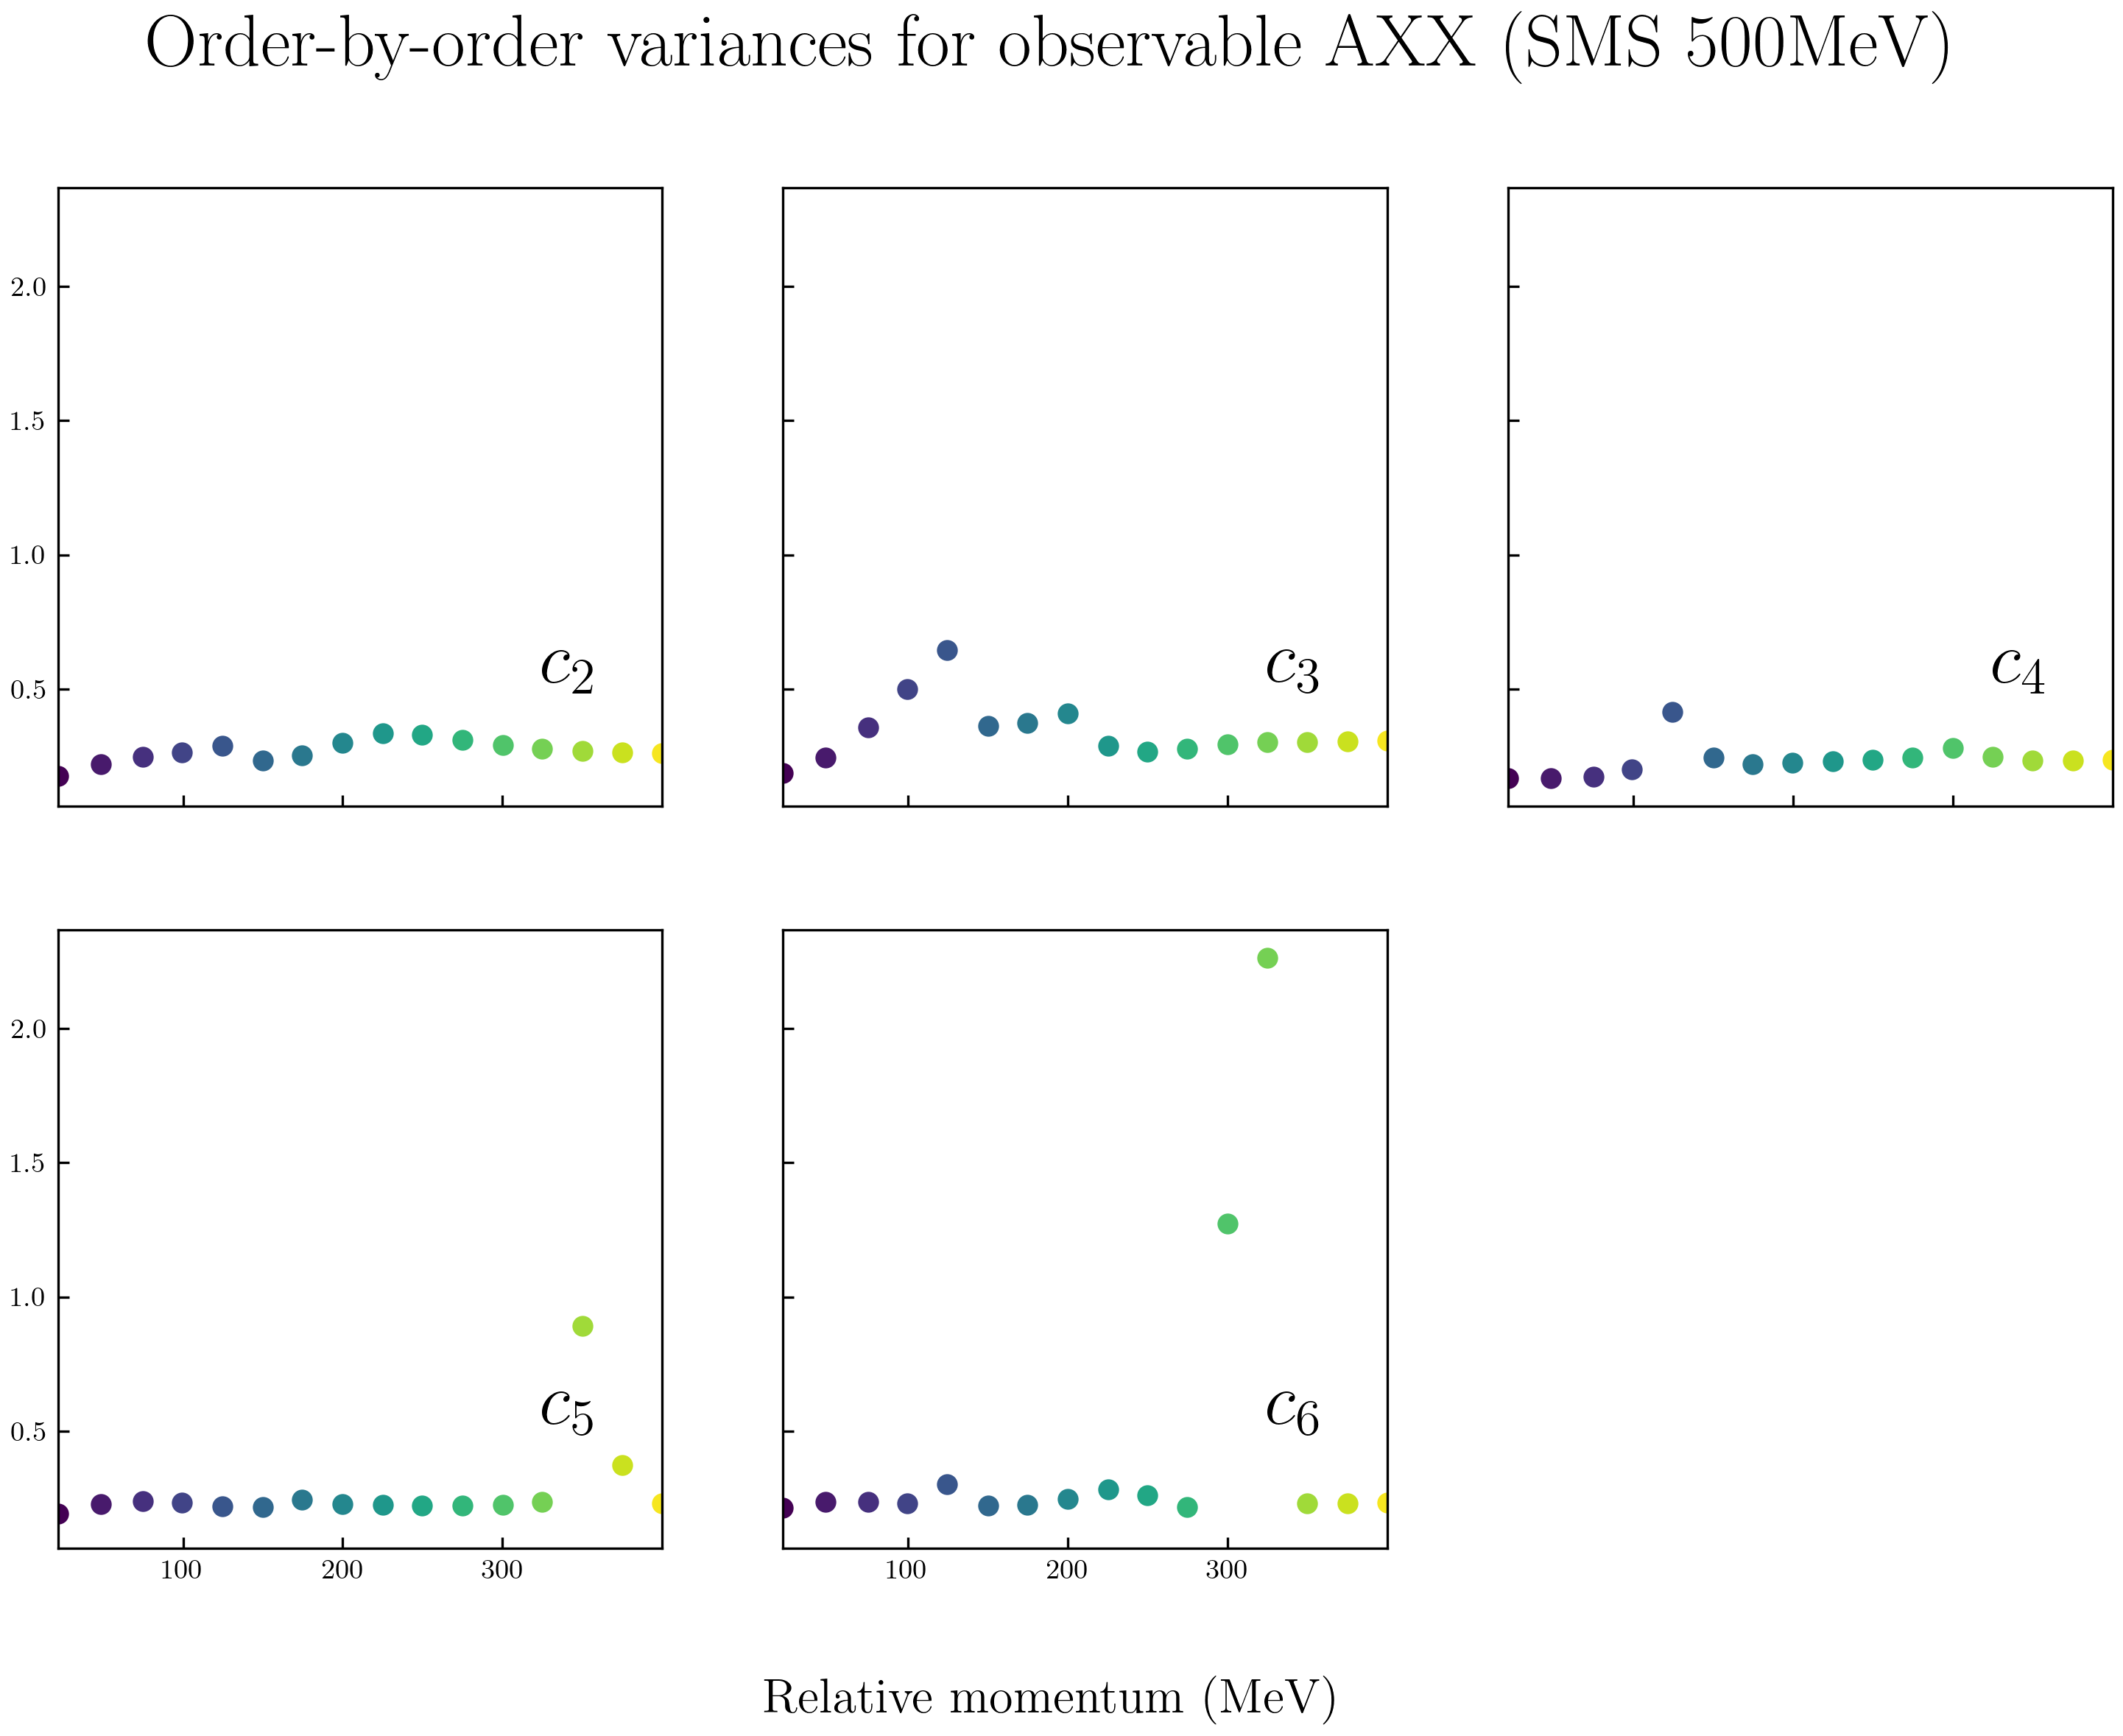 Order-by-order variances for observable AXX (SMS 500MeV)
2.0
1.5
1.0
0.5
c2
c3
c4
2.0
1.5
1.0
0.5
c5
c6
100 200 300
100 200 300
Relative momentum (MeV)